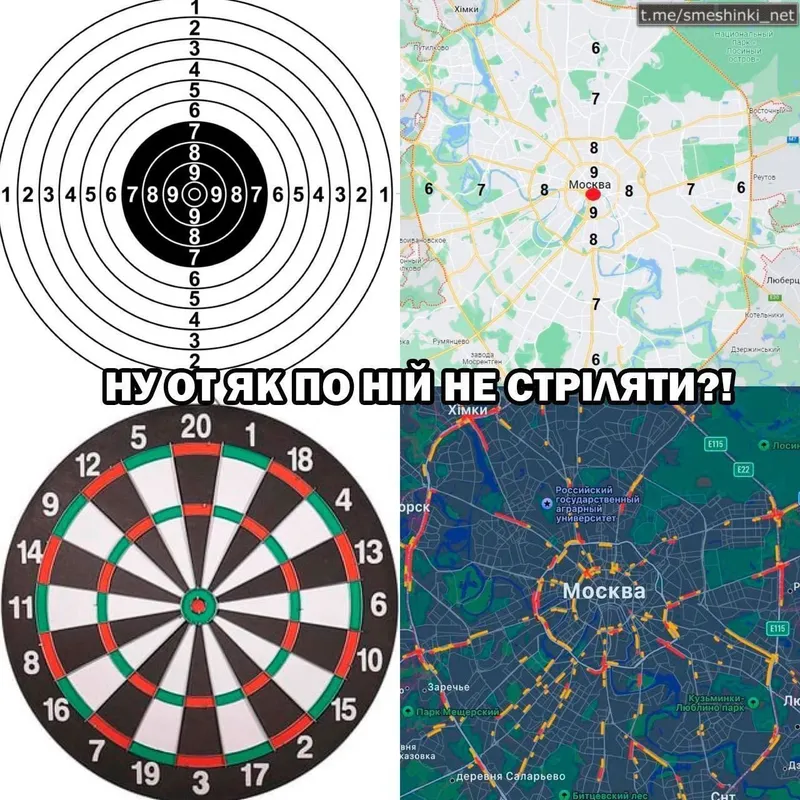 t.me/smeshinki_net
1
2
3
4
5
6
7
8
9
1 2 3 4 5 6 7 8 9 9 8 7 6 5 4 3 2 1
9
8
7
6
5
4
3
2
Химки
Путилково
Национальный
Парк
Лосиный
остров
6
7
8
9
Москва
6 7 8 8 7 6
9
8
7
6
Восточный
Реутов
Люберц
Котельники
Дзержинский
Румянцево
завода
Мосрентген
НУ ОТ ЯК ПО НІЙ НЕ СТРІЛЯТИ?!
20
1
18
4
13
6
10
15
2
17
3
19
7
16
8
11
14
9
12
5
Хімки
E115
E22
Лосин
орск
Российский
государственный
аграрный
университет
Москва
E115
Заречье
Парк Мещерский
Кузьминки-
Люблино парк
деревня Саларьево
Битцевский лес